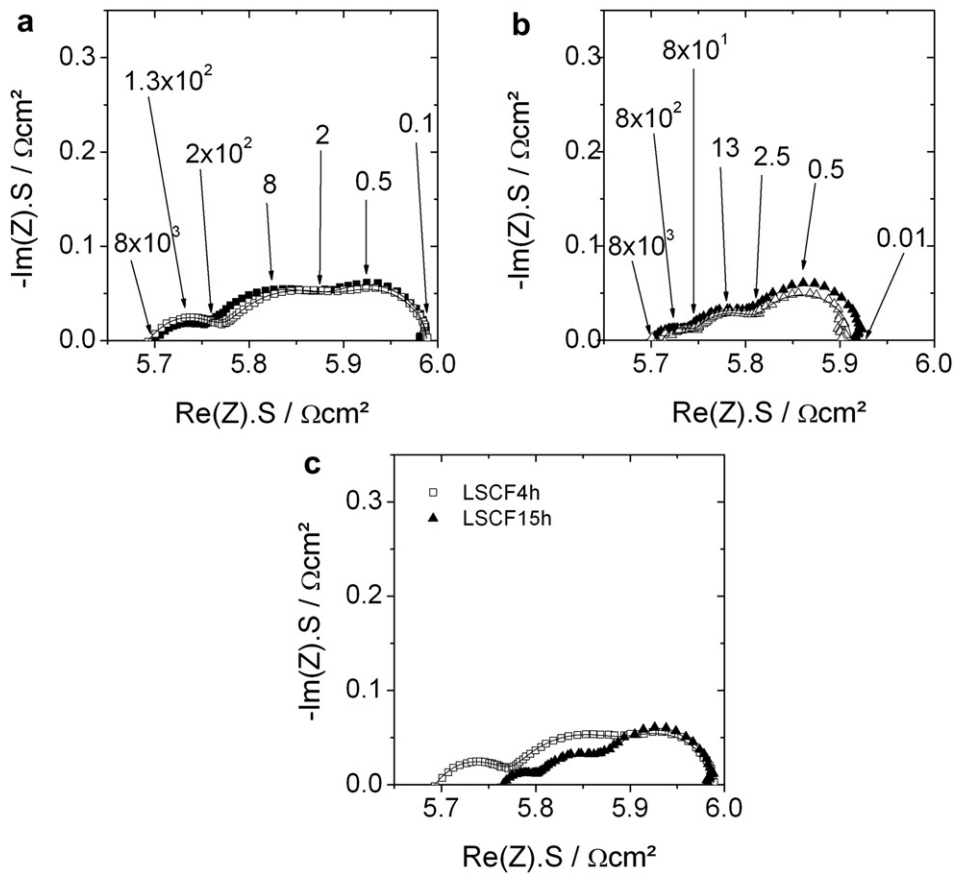 a
-Im(Z).S / Ωcm²
0.3
0.2
0.1
0.0
8x10³
1.3x10²
2x10²
8
2
0.5
0.1
5.7
5.8
5.9
6.0
Re(Z).S / Ωcm²
b
-Im(Z).S / Ωcm²
0.3
0.2
0.1
0.0
8x10³
8x10²
8x10¹
13
2.5
0.5
0.01
5.7
5.8
5.9
6.0
Re(Z).S / Ωcm²
c
LSCF4h
LSCF15h
-Im(Z).S / Ωcm²
0.3
0.2
0.1
0.0
5.7
5.8
5.9
6.0
Re(Z).S / Ωcm²